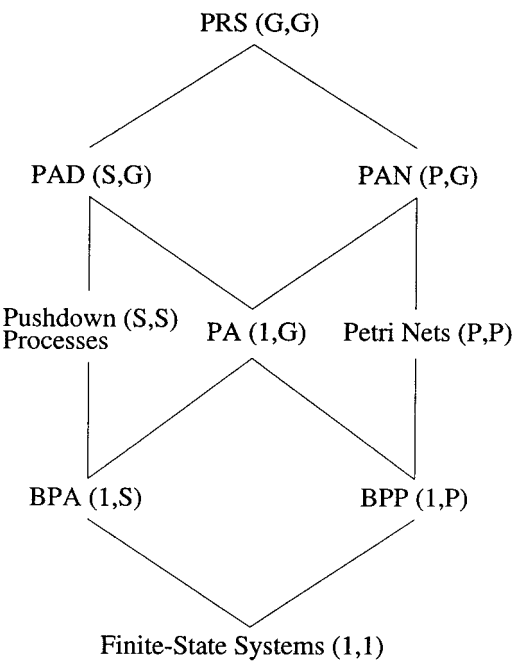 PRS (G,G)
PAD (S,G)
PAN (P,G)
Pushdown (S,S)
Processes
PA (1,G)
Petri Nets (P,P)
BPA (1,S)
BPP (1,P)
Finite-State Systems (1,1)